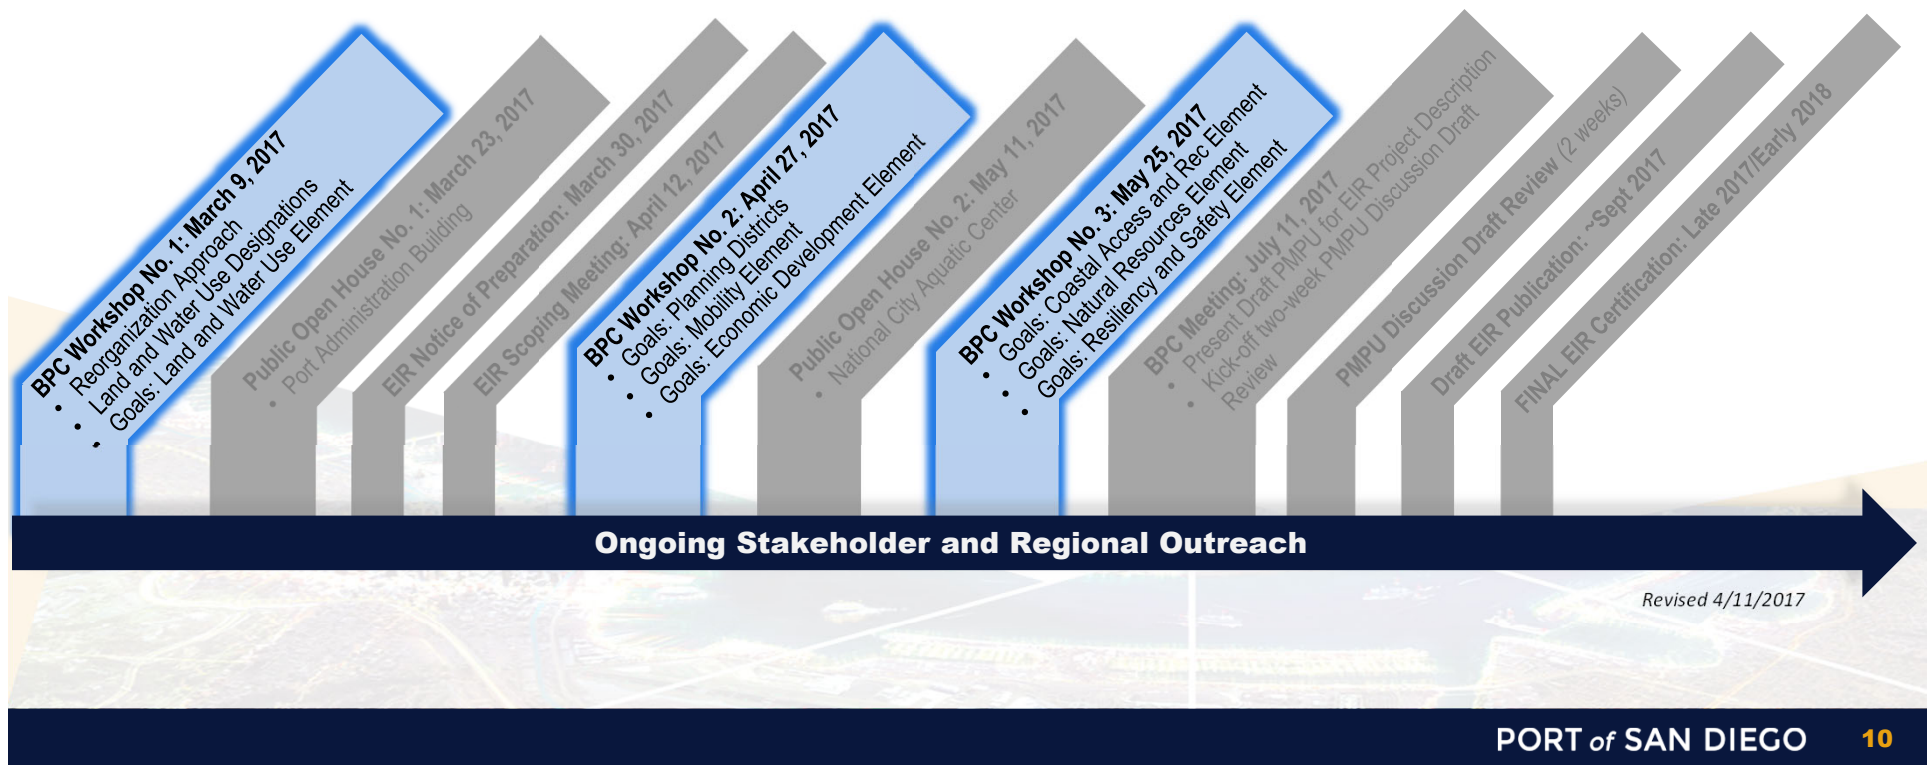 BPC Workshop No. 1: March 9, 2017
• Reorganization Approach
• Land and Water Use Designations
• Goals: Land and Water Use Element
Public Open House No. 1: March 23, 2017
• Port Administration Building
EIR Notice of Preparation: March 30, 2017
EIR Scoping Meeting: April 12, 2017
BPC Workshop No. 2: April 27, 2017
• Goals: Planning Districts
• Goals: Mobility Element
• Goals: Economic Development Element
Public Open House No. 2: May 11, 2017
• National City Aquatic Center
BPC Workshop No. 3: May 25, 2017
• Goals: Coastal Access and Rec Element
• Goals: Natural Resources Element
• Goals: Resiliency and Safety Element
BPC Meeting: July 11, 2017
• Present Draft PMPU for EIR Project Description
• Kick-off two-week PMPU Discussion Draft
Review
PMPU Discussion Draft Review (2 weeks)
Draft EIR Publication: ~Sept 2017
FINAL EIR Certification: Late 2017/Early 2018
Ongoing Stakeholder and Regional Outreach
Revised 4/11/2017
PORT of SAN DIEGO 10